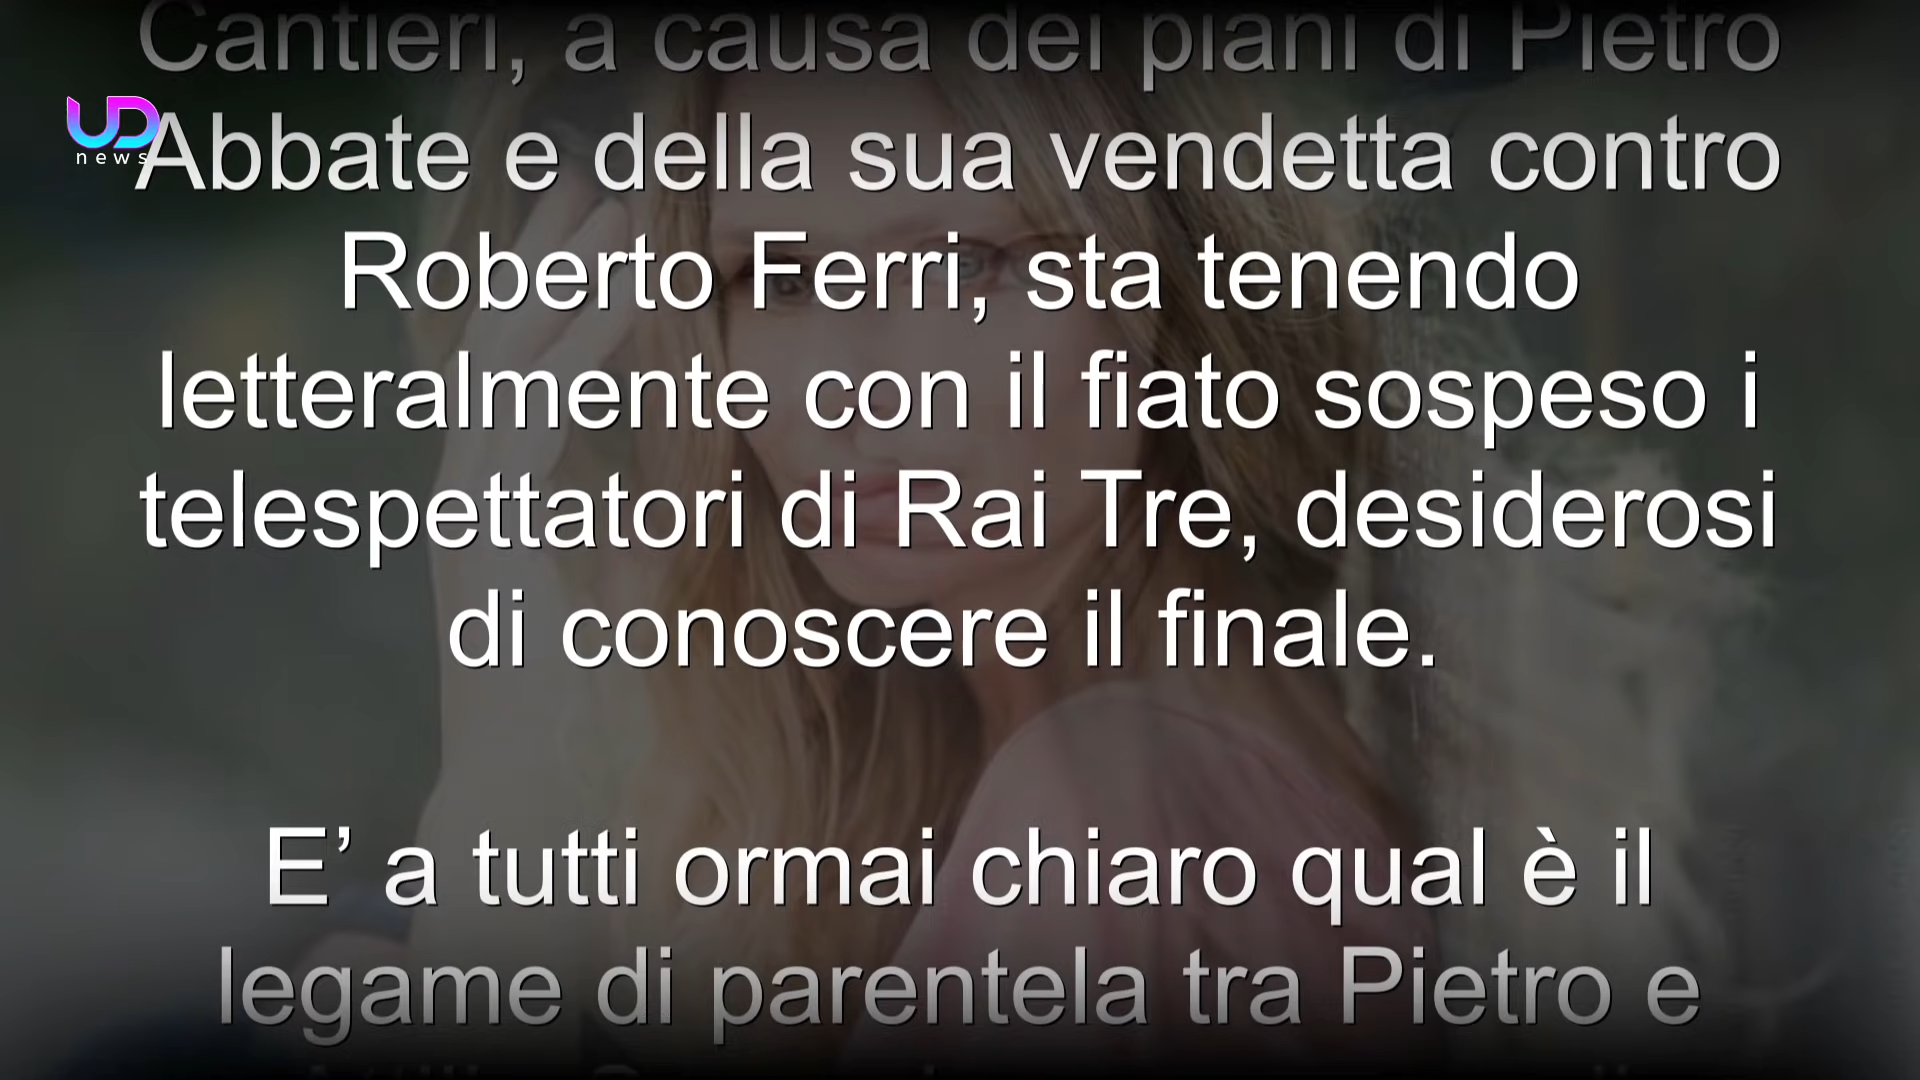 Cantieri, a causa dei piani di Pietro
UD
news
Abbate e della sua vendetta contro
Roberto Ferri, sta tenendo
letteralmente con il fiato sospeso i
telespettatori di Rai Tre, desiderosi
di conoscere il finale.
E’ a tutti ormai chiaro qual è il
legame di parentela tra Pietro e